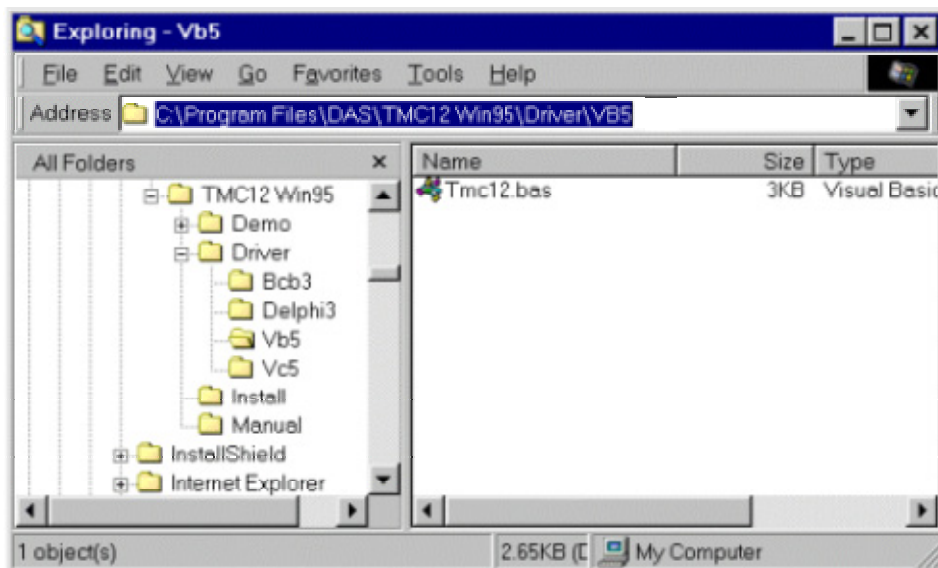 Exploring - Vb5
File Edit View Go Favorites Tools Help
Address C:\Program Files\DAS\TMC12 Win95\Driver\VB5
All Folders
Name Size Type
TMC12 Win95
Demo
Driver
Bcb3
Delphi3
Vb5
Vc5
Install
Manual
InstallShield
Internet Explorer
Tmc12.bas 3KB Visual Basic
1 object(s) 2.65KB (D My Computer